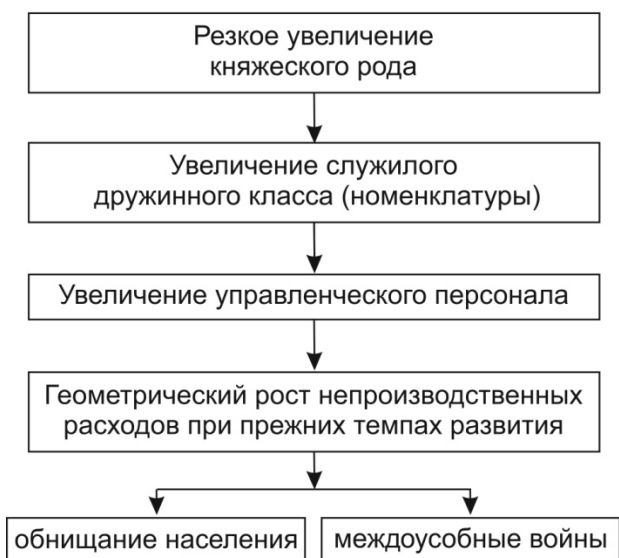 Резкое увеличение
княжеского рода
Увеличение служилого
дружинного класса (номенклатуры)
Увеличение управленческого персонала
Геометрический рост непроизводственных
расходов при прежних темпах развития
обнищание населения
междоусобные войны